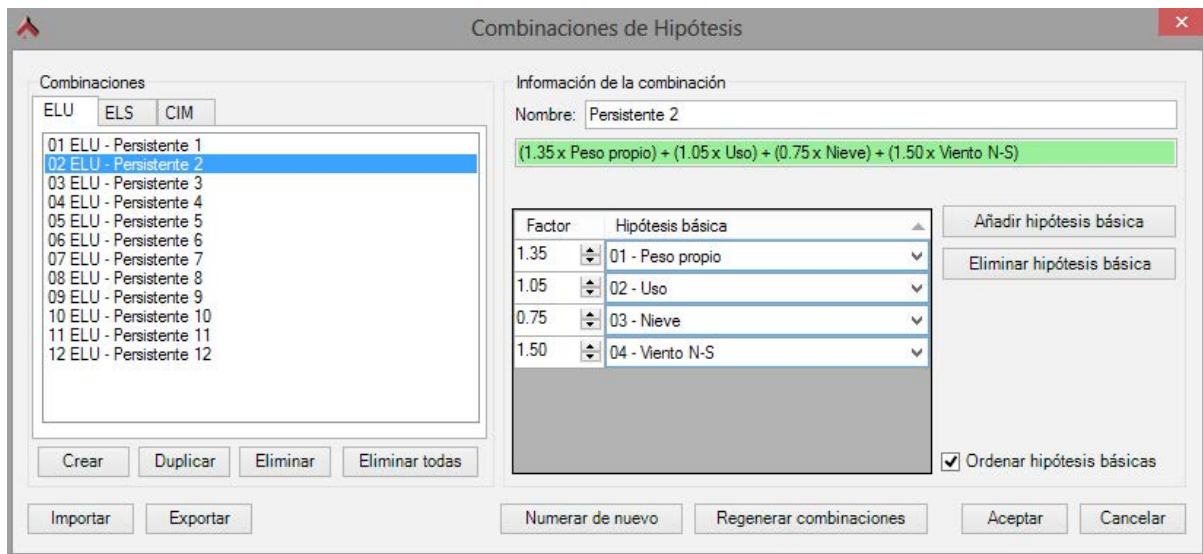 Combinaciones de Hipótesis
Combinaciones
ELU ELS CIM
01 ELU - Persistente 1
02 ELU - Persistente 2
03 ELU - Persistente 3
04 ELU - Persistente 4
05 ELU - Persistente 5
06 ELU - Persistente 6
07 ELU - Persistente 7
08 ELU - Persistente 8
09 ELU - Persistente 9
10 ELU - Persistente 10
11 ELU - Persistente 11
12 ELU - Persistente 12
Crear Duplicar Eliminar Eliminar todas
Información de la combinación
Nombre: Persistente 2
(1.35 x Peso propio) + (1.05 x Uso) + (0.75 x Nieve) + (1.50 x Viento N-S)
Factor Hipótesis básica
1.35 01 - Peso propio
1.05 02 - Uso
0.75 03 - Nieve
1.50 04 - Viento N-S
Añadir hipótesis básica
Eliminar hipótesis básica
Ordenar hipótesis básicas
Importar Exportar Numerar de nuevo Regenerar combinaciones Aceptar Cancelar